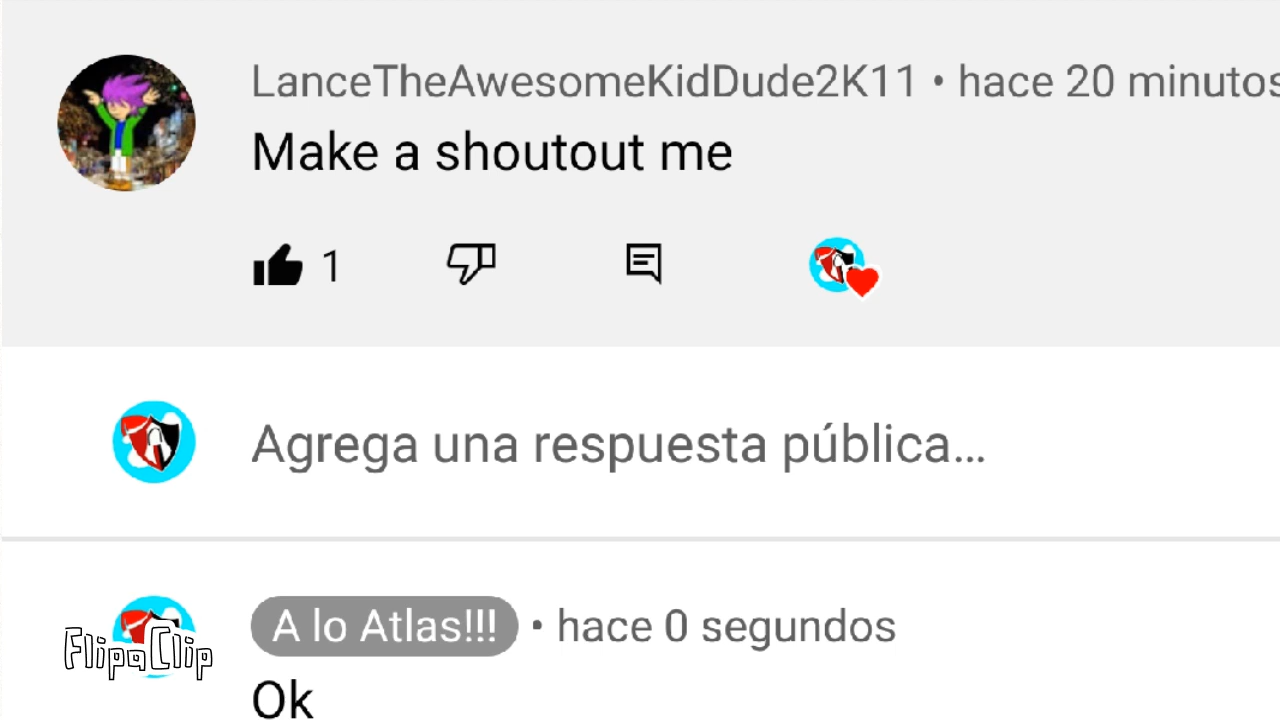 LanceTheAwesomeKidDude2K11 • hace 20 minutos
Make a shoutout me
1
Agrega una respuesta pública...
A lo Atlas!!! • hace 0 segundos
FlipaClip
Ok